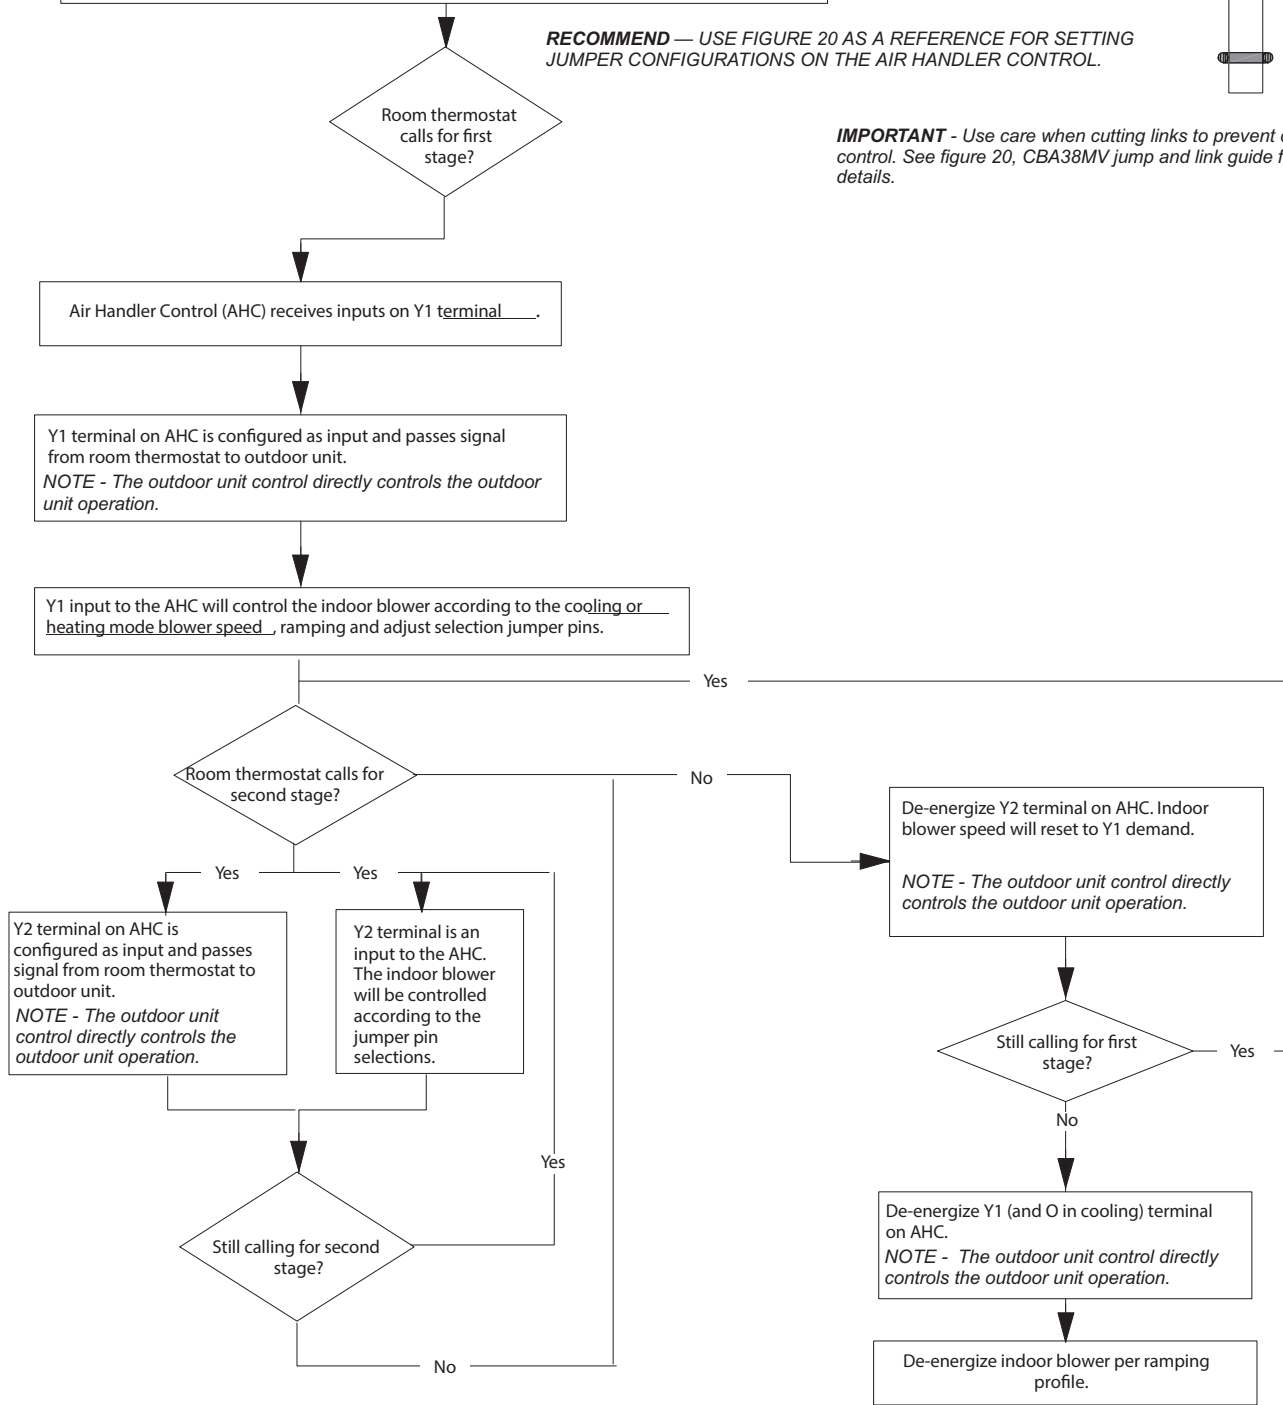 RECOMMEND — USE FIGURE 20 AS A REFERENCE FOR SETTING
JUMPER CONFIGURATIONS ON THE AIR HANDLER CONTROL.
Room thermostat
calls for first
stage?
IMPORTANT - Use care when cutting links to prevent
control. See figure 20, CBA38MV jump and link guide
details.
Air Handler Control (AHC) receives inputs on Y1 terminal .
Y1 terminal on AHC is configured as input and passes signal
from room thermostat to outdoor unit.
NOTE - The outdoor unit control directly controls the outdoor
unit operation.
Y1 input to the AHC will control the indoor blower according to the cooling or
heating mode blower speed , ramping and adjust selection jumper pins.
Yes
Room thermostat calls for
second stage?
No
De-energize Y2 terminal on AHC. Indoor
blower speed will reset to Y1 demand.
NOTE - The outdoor unit control directly
controls the outdoor unit operation.
Yes
Yes
Y2 terminal on AHC is
configured as input and passes
signal from room thermostat to
outdoor unit.
NOTE - The outdoor unit
control directly controls the
outdoor unit operation.
Y2 terminal is an
input to the AHC.
The indoor blower
will be controlled
according to the
jumper pin
selections.
Still calling for first
stage?
Yes
No
Yes
De-energize Y1 (and O in cooling) terminal
on AHC.
NOTE - The outdoor unit control directly
controls the outdoor unit operation.
Still calling for second
stage?
No
De-energize indoor blower per ramping
profile.